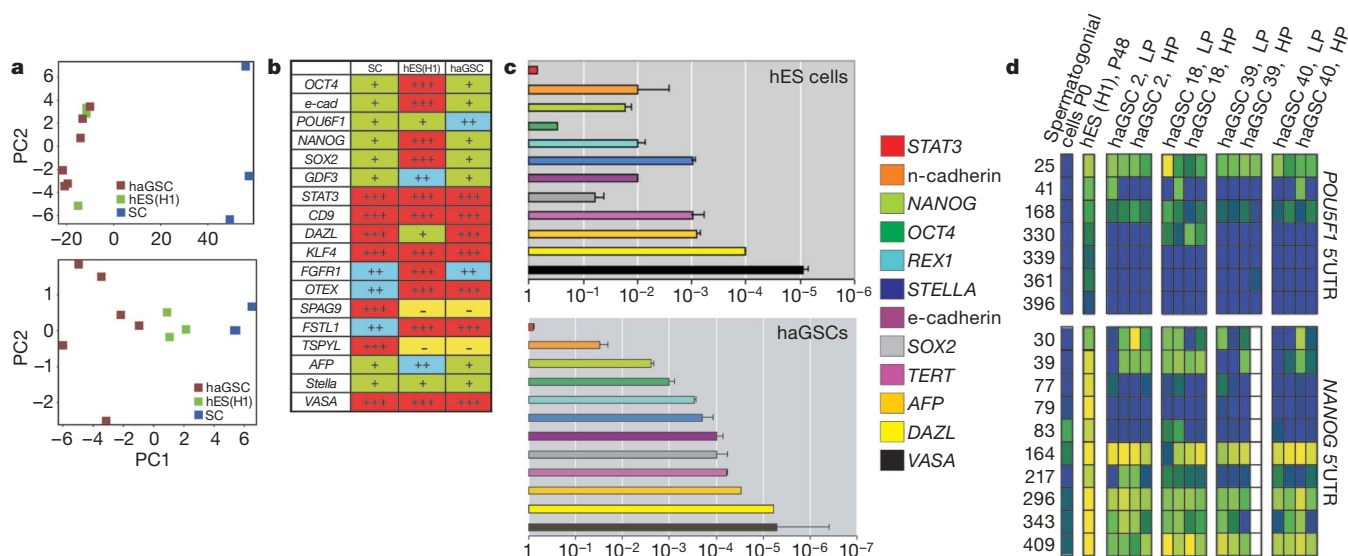 a
PC2
6
4
2
0
−2
−4
−6
haGSC
hES(H1)
SC
−20 0 20 40
PC2
1
0
−1
−2
haGSC
hES(H1)
SC
−6 −4 −2 0 2 4 6
PC1
b
SC hES(H1) haGSC
OCT4 + +++ +
e-cad + +++ +
POU6F1 + + ++
NANOG + +++ +
SOX2 + +++ +
GDF3 + ++ +
STAT3 +++ +++ +++
CD9 +++ +++ +++
DAZL +++ + +++
KLF4 +++ +++ +++
FGFR1 ++ +++ ++
OTEX ++ +++ +++
SPAG9 +++ – –
FSTL1 ++ +++ +++
TSPYL +++ – –
AFP + ++ +
Stella + + +
VASA +++ +++ +++
c
hES cells
1 10−1 10−2 10−3 10−4 10−5 10−6
haGSCs
1 10−1 10−2 10−3 10−4 10−5 10−6 10−7
STAT3
n-cadherin
NANOG
OCT4
REX1
STELLA
e-cadherin
SOX2
TERT
AFP
DAZL
VASA
d
Spermatogonial
cells P0
hES (H1), P48
haGSC 2, LP
haGSC 2, HP
haGSC 18, LP
haGSC 18, HP
haGSC 39, LP
haGSC 39, HP
haGSC 40, LP
haGSC 40, HP
25
41
168
330
339
361
396
POU5F1 5′UTR
30
39
77
79
83
164
217
296
343
409
NANOG 5′UTR